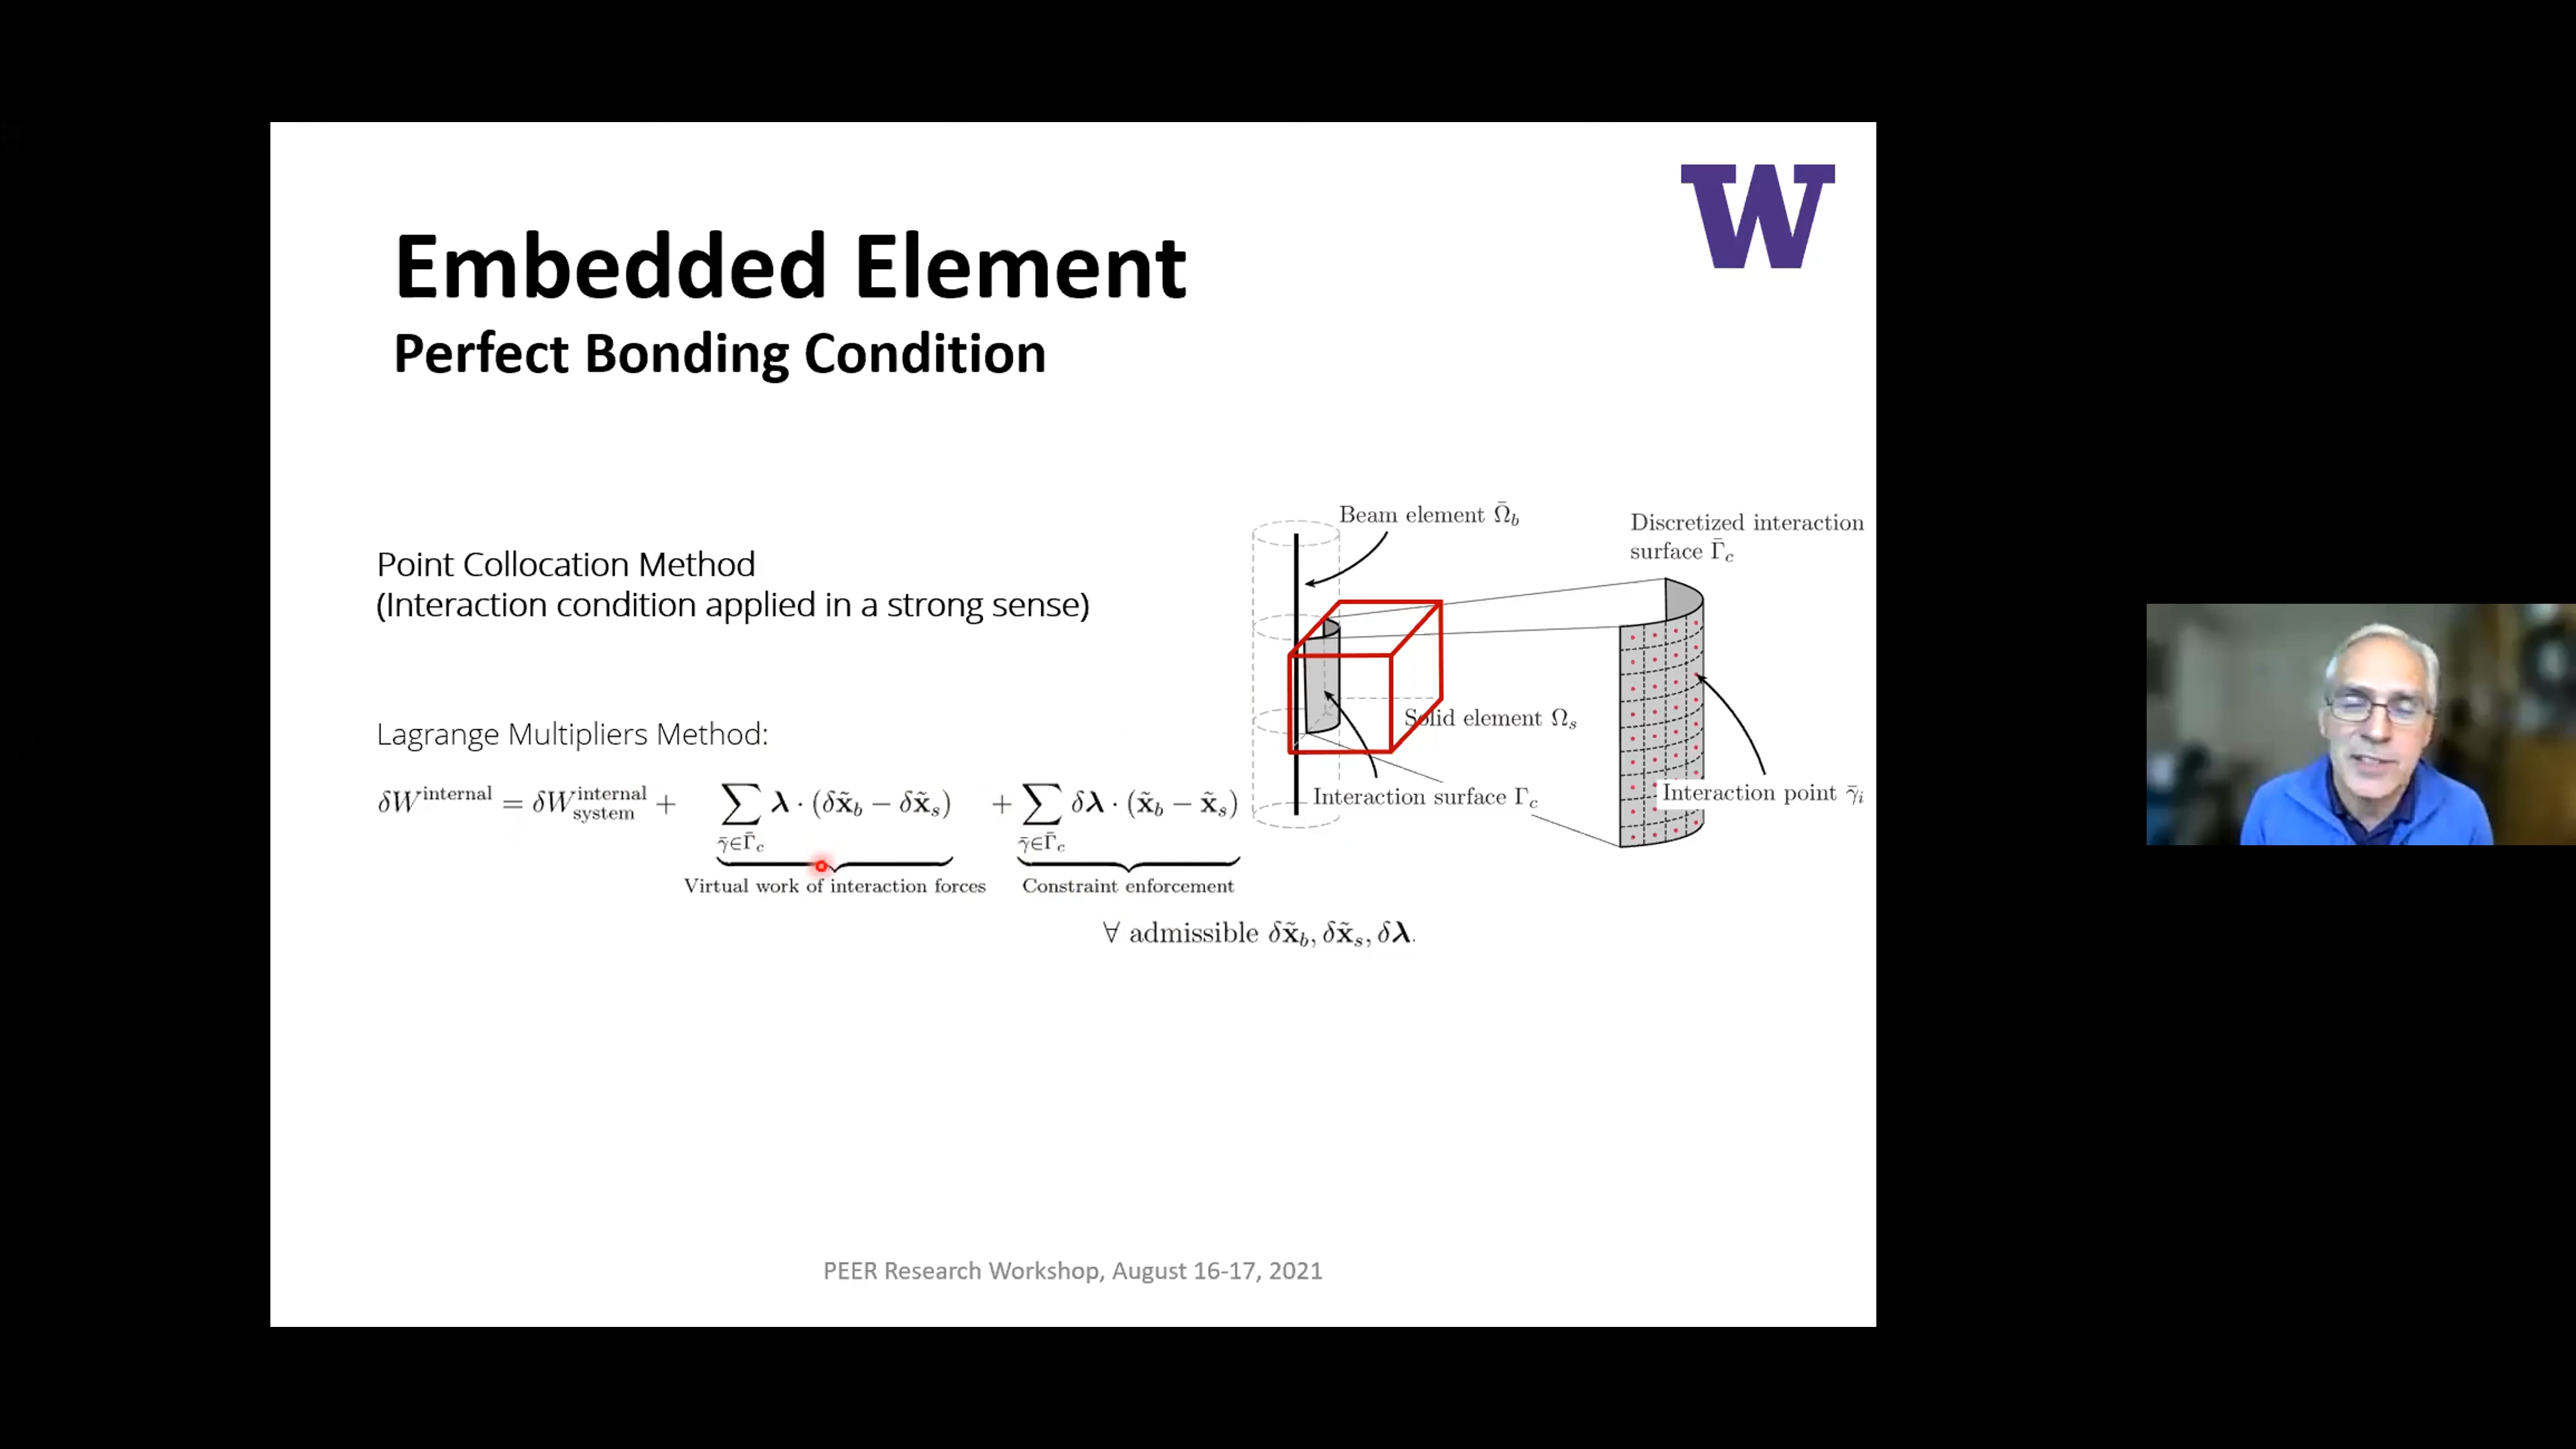 W
Embedded Element
Perfect Bonding Condition
Point Collocation Method
(Interaction condition applied in a strong sense)
Lagrange Multipliers Method:
δW^internal = δW^internal_system + ∑_{γ̄∈Γ̄_c} λ · (δx̃_b − δx̃_s) + ∑_{γ̄∈Γ̄_c} δλ · (x̃_b − x̃_s)
Virtual work of interaction forces
Constraint enforcement
∀ admissible δx̃_b, δx̃_s, δλ.
Beam element Ω̄_b
Discretized interaction
surface Γ̄_c
Solid element Ω_s
Interaction surface Γ_c
Interaction point γ̄_i
PEER Research Workshop, August 16-17, 2021